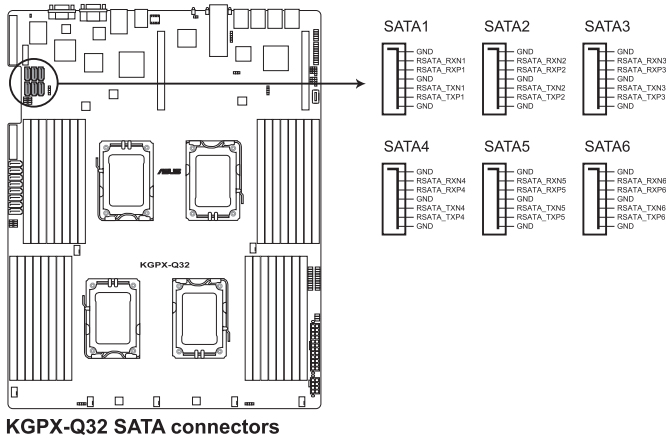 SATA1
GND
RSATA_RXN1
RSATA_RXP1
GND
RSATA_TXN1
RSATA_TXP1
GND
SATA2
GND
RSATA_RXN2
RSATA_RXP2
GND
RSATA_TXN2
RSATA_TXP2
GND
SATA3
GND
RSATA_RXN3
RSATA_RXP3
GND
RSATA_TXN3
RSATA_TXP3
GND
SATA4
GND
RSATA_RXN4
RSATA_RXP4
GND
RSATA_TXN4
RSATA_TXP4
GND
SATA5
GND
RSATA_RXN5
RSATA_RXP5
GND
RSATA_TXN5
RSATA_TXP5
GND
SATA6
GND
RSATA_RXN6
RSATA_RXP6
GND
RSATA_TXN6
RSATA_TXP6
GND
ASUS
KGPX-Q32
KGPX-Q32 SATA connectors